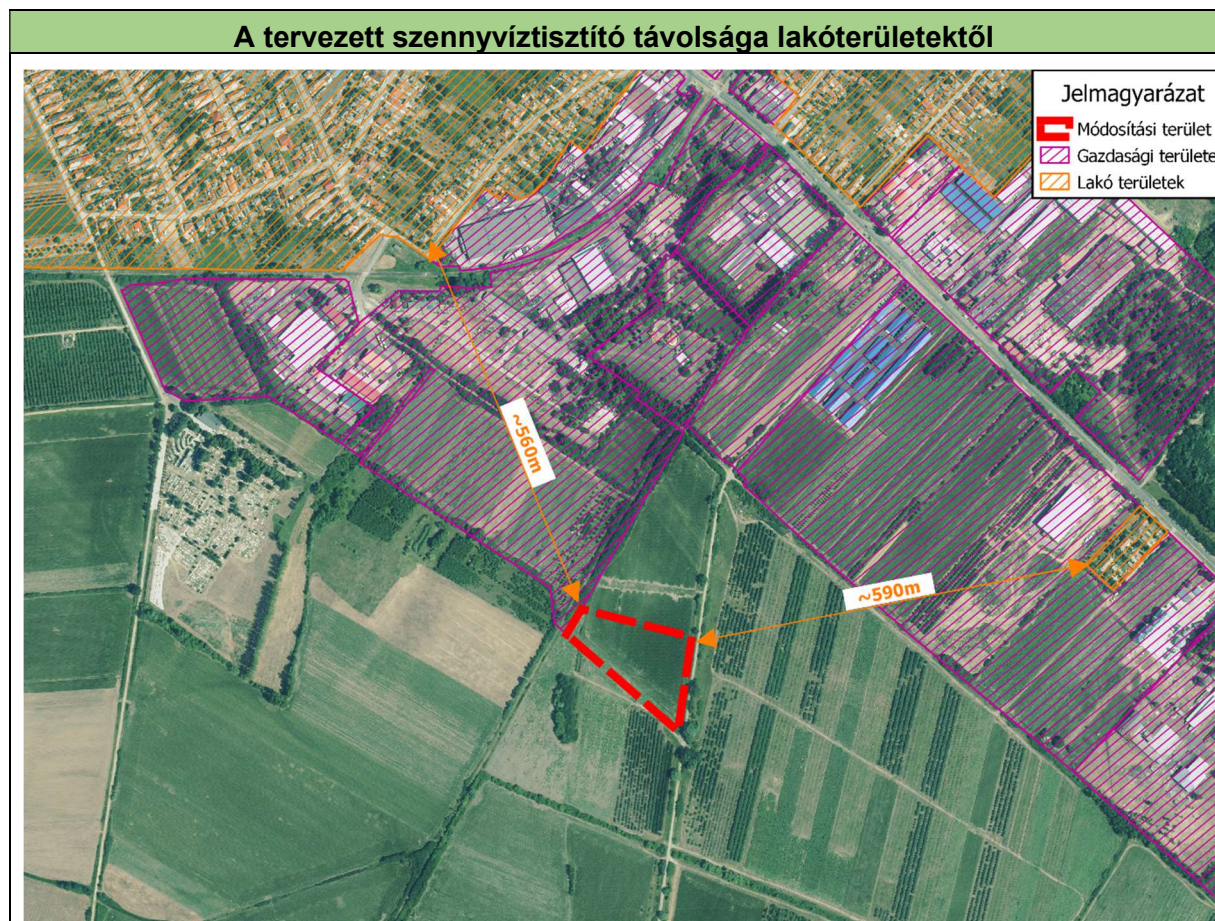 A tervezett szennyvíztisztító távolsága lakóterületektől
Jelmagyarázat
Módosítási terület
Gazdasági területe
Lakó területek
~560m
~590m